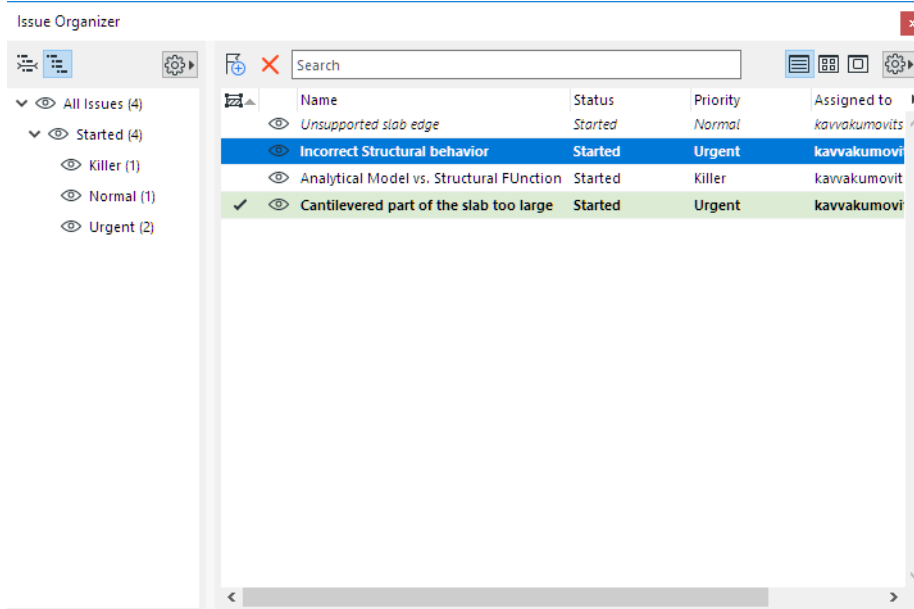 Issue Organizer
Search
All Issues (4)
Started (4)
Killer (1)
Normal (1)
Urgent (2)
Name Status Priority Assigned to
Unsupported slab edge Started Normal kavvakumovits
Incorrect Structural behavior Started Urgent kavvakumovit
Analytical Model vs. Structural FUnction Started Killer kavvakumovit
Cantilevered part of the slab too large Started Urgent kavvakumovi